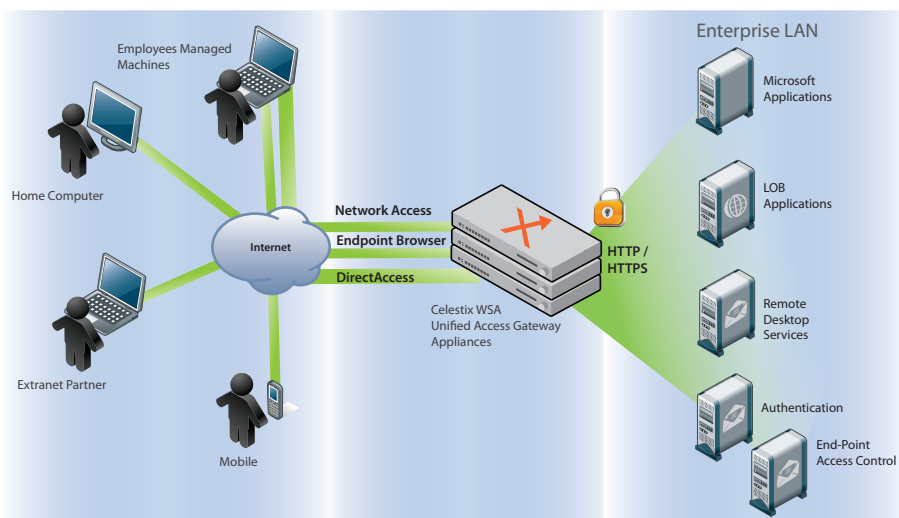 Enterprise LAN
Employees Managed
Machines
Microsoft
Applications
Home Computer
LOB
Applications
Network Access
Internet
Endpoint Browser
HTTP /
HTTPS
DirectAccess
Celestix WSA
Unified Access Gateway
Appliances
Remote
Desktop
Services
Extranet Partner
Authentication
Mobile
End-Point
Access Control